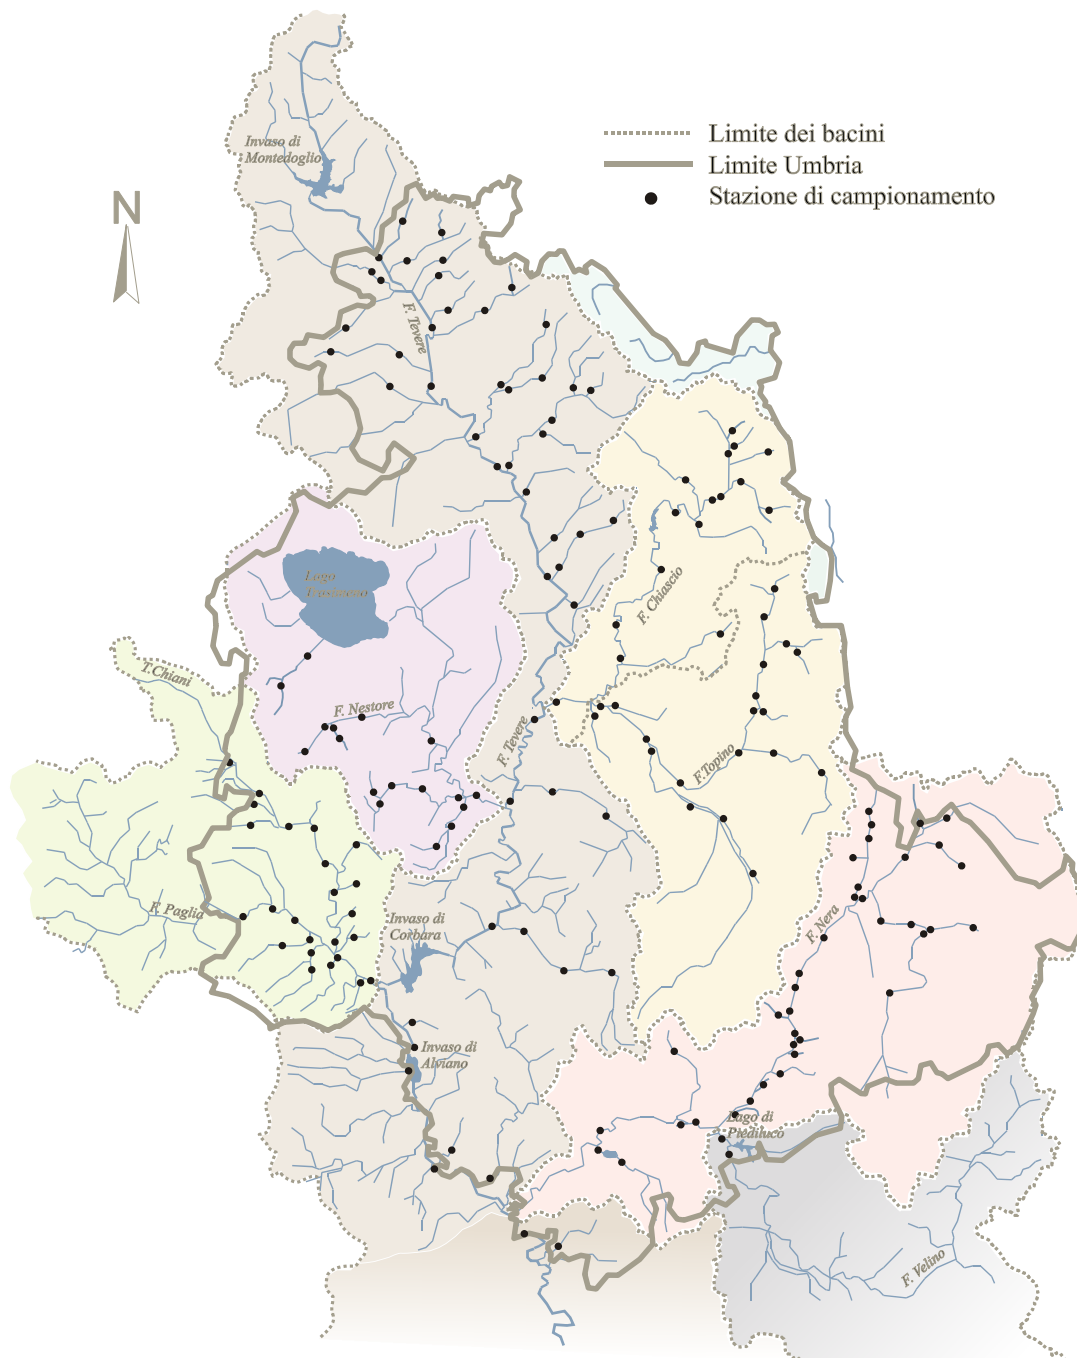 Invaso di
Montedoglio
Limite dei bacini
Limite Umbria
Stazione di campionamento
N
F. Tevere
Lago
F. Chiascio
T.Chiani
F. Nestore
F. Tevere
F.Topino
F. Paglia
Invaso di
Corbara
F. Nera
Invaso di
Alviano
Lago di
Piediluco
F. Velino